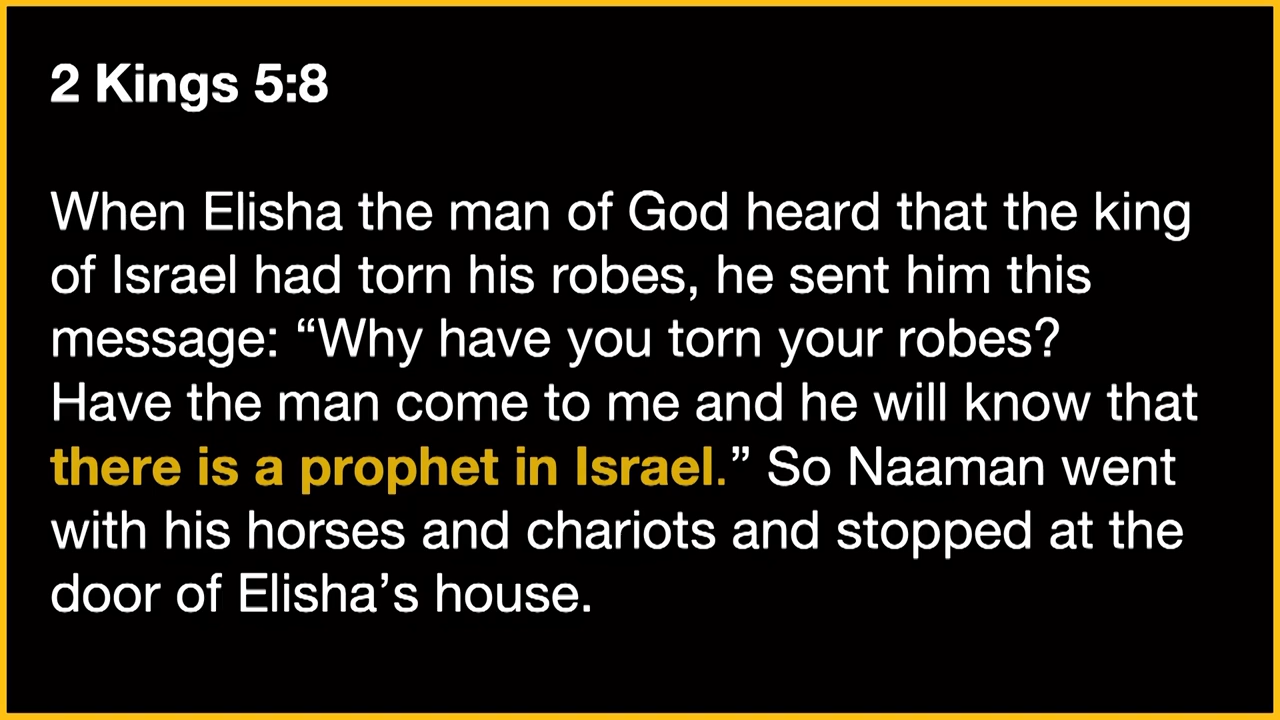 2 Kings 5:8
When Elisha the man of God heard that the king
of Israel had torn his robes, he sent him this
message: “Why have you torn your robes?
Have the man come to me and he will know that
there is a prophet in Israel.” So Naaman went
with his horses and chariots and stopped at the
door of Elisha’s house.